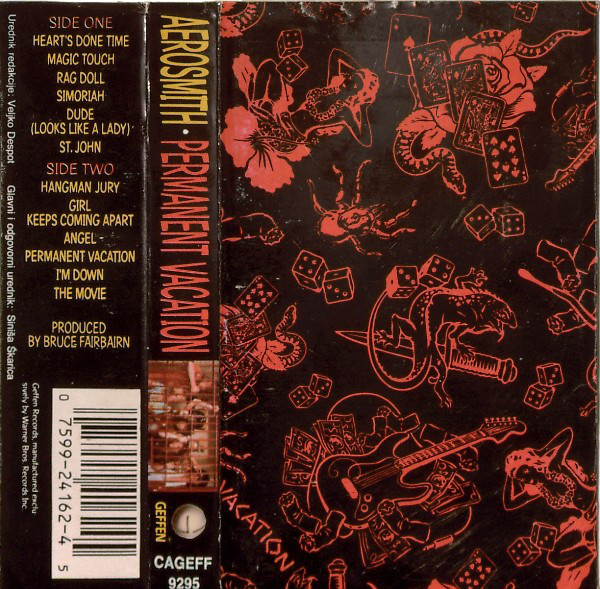 SIDE ONE
HEART'S DONE TIME
MAGIC TOUCH
RAG DOLL
SIMORIAH
DUDE
(LOOKS LIKE A LADY)
ST. JOHN
SIDE TWO
HANGMAN JURY
GIRL
KEEPS COMING APART
ANGEL
PERMANENT VACATION
I'M DOWN
THE MOVIE
PRODUCED
BY BRUCE FAIRBAIRN
Urednik redakcije: Veljko Despot
Glavni i odgovorni urednik: Siniša Škarica
Geffen Records, manufactured exclu
sively by Warner Bros. Records Inc.
0 7599-24162-4 5
AEROSMITH • PERMANENT VACATION
GEFFEN
CAGEFF
9295
VACATION